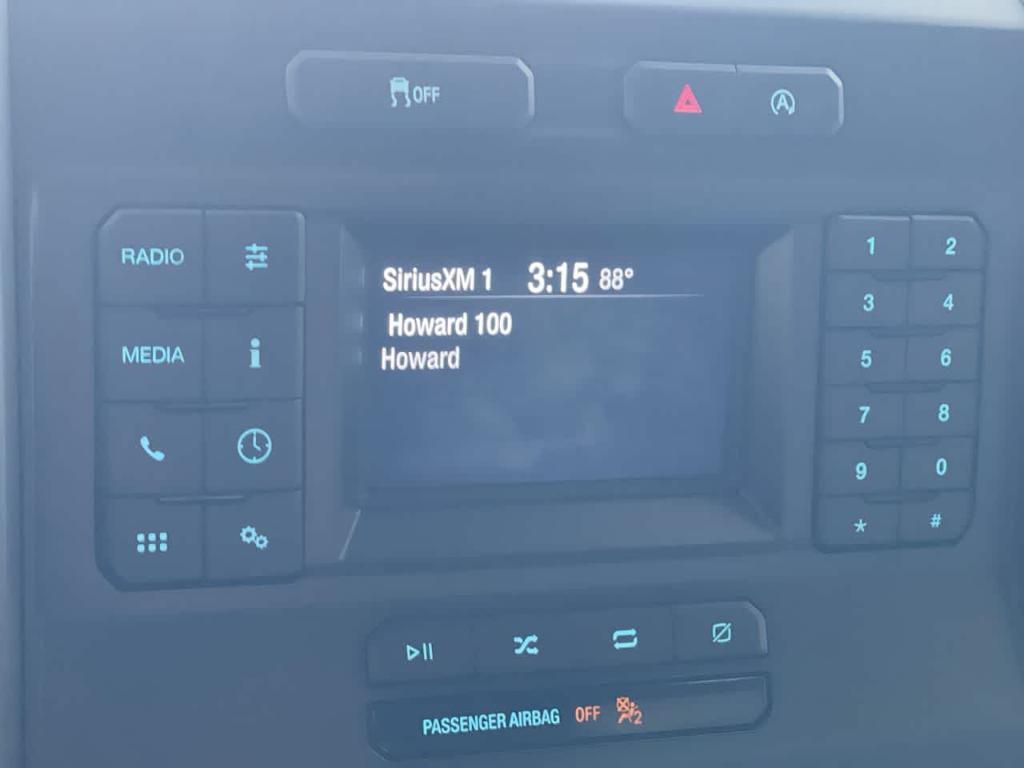 OFF
RADIO
MEDIA
SiriusXM 1 3:15 88°
Howard 100
Howard
1 2
3 4
5 6
7 8
9 0
* #
PASSENGER AIRBAG OFF 2